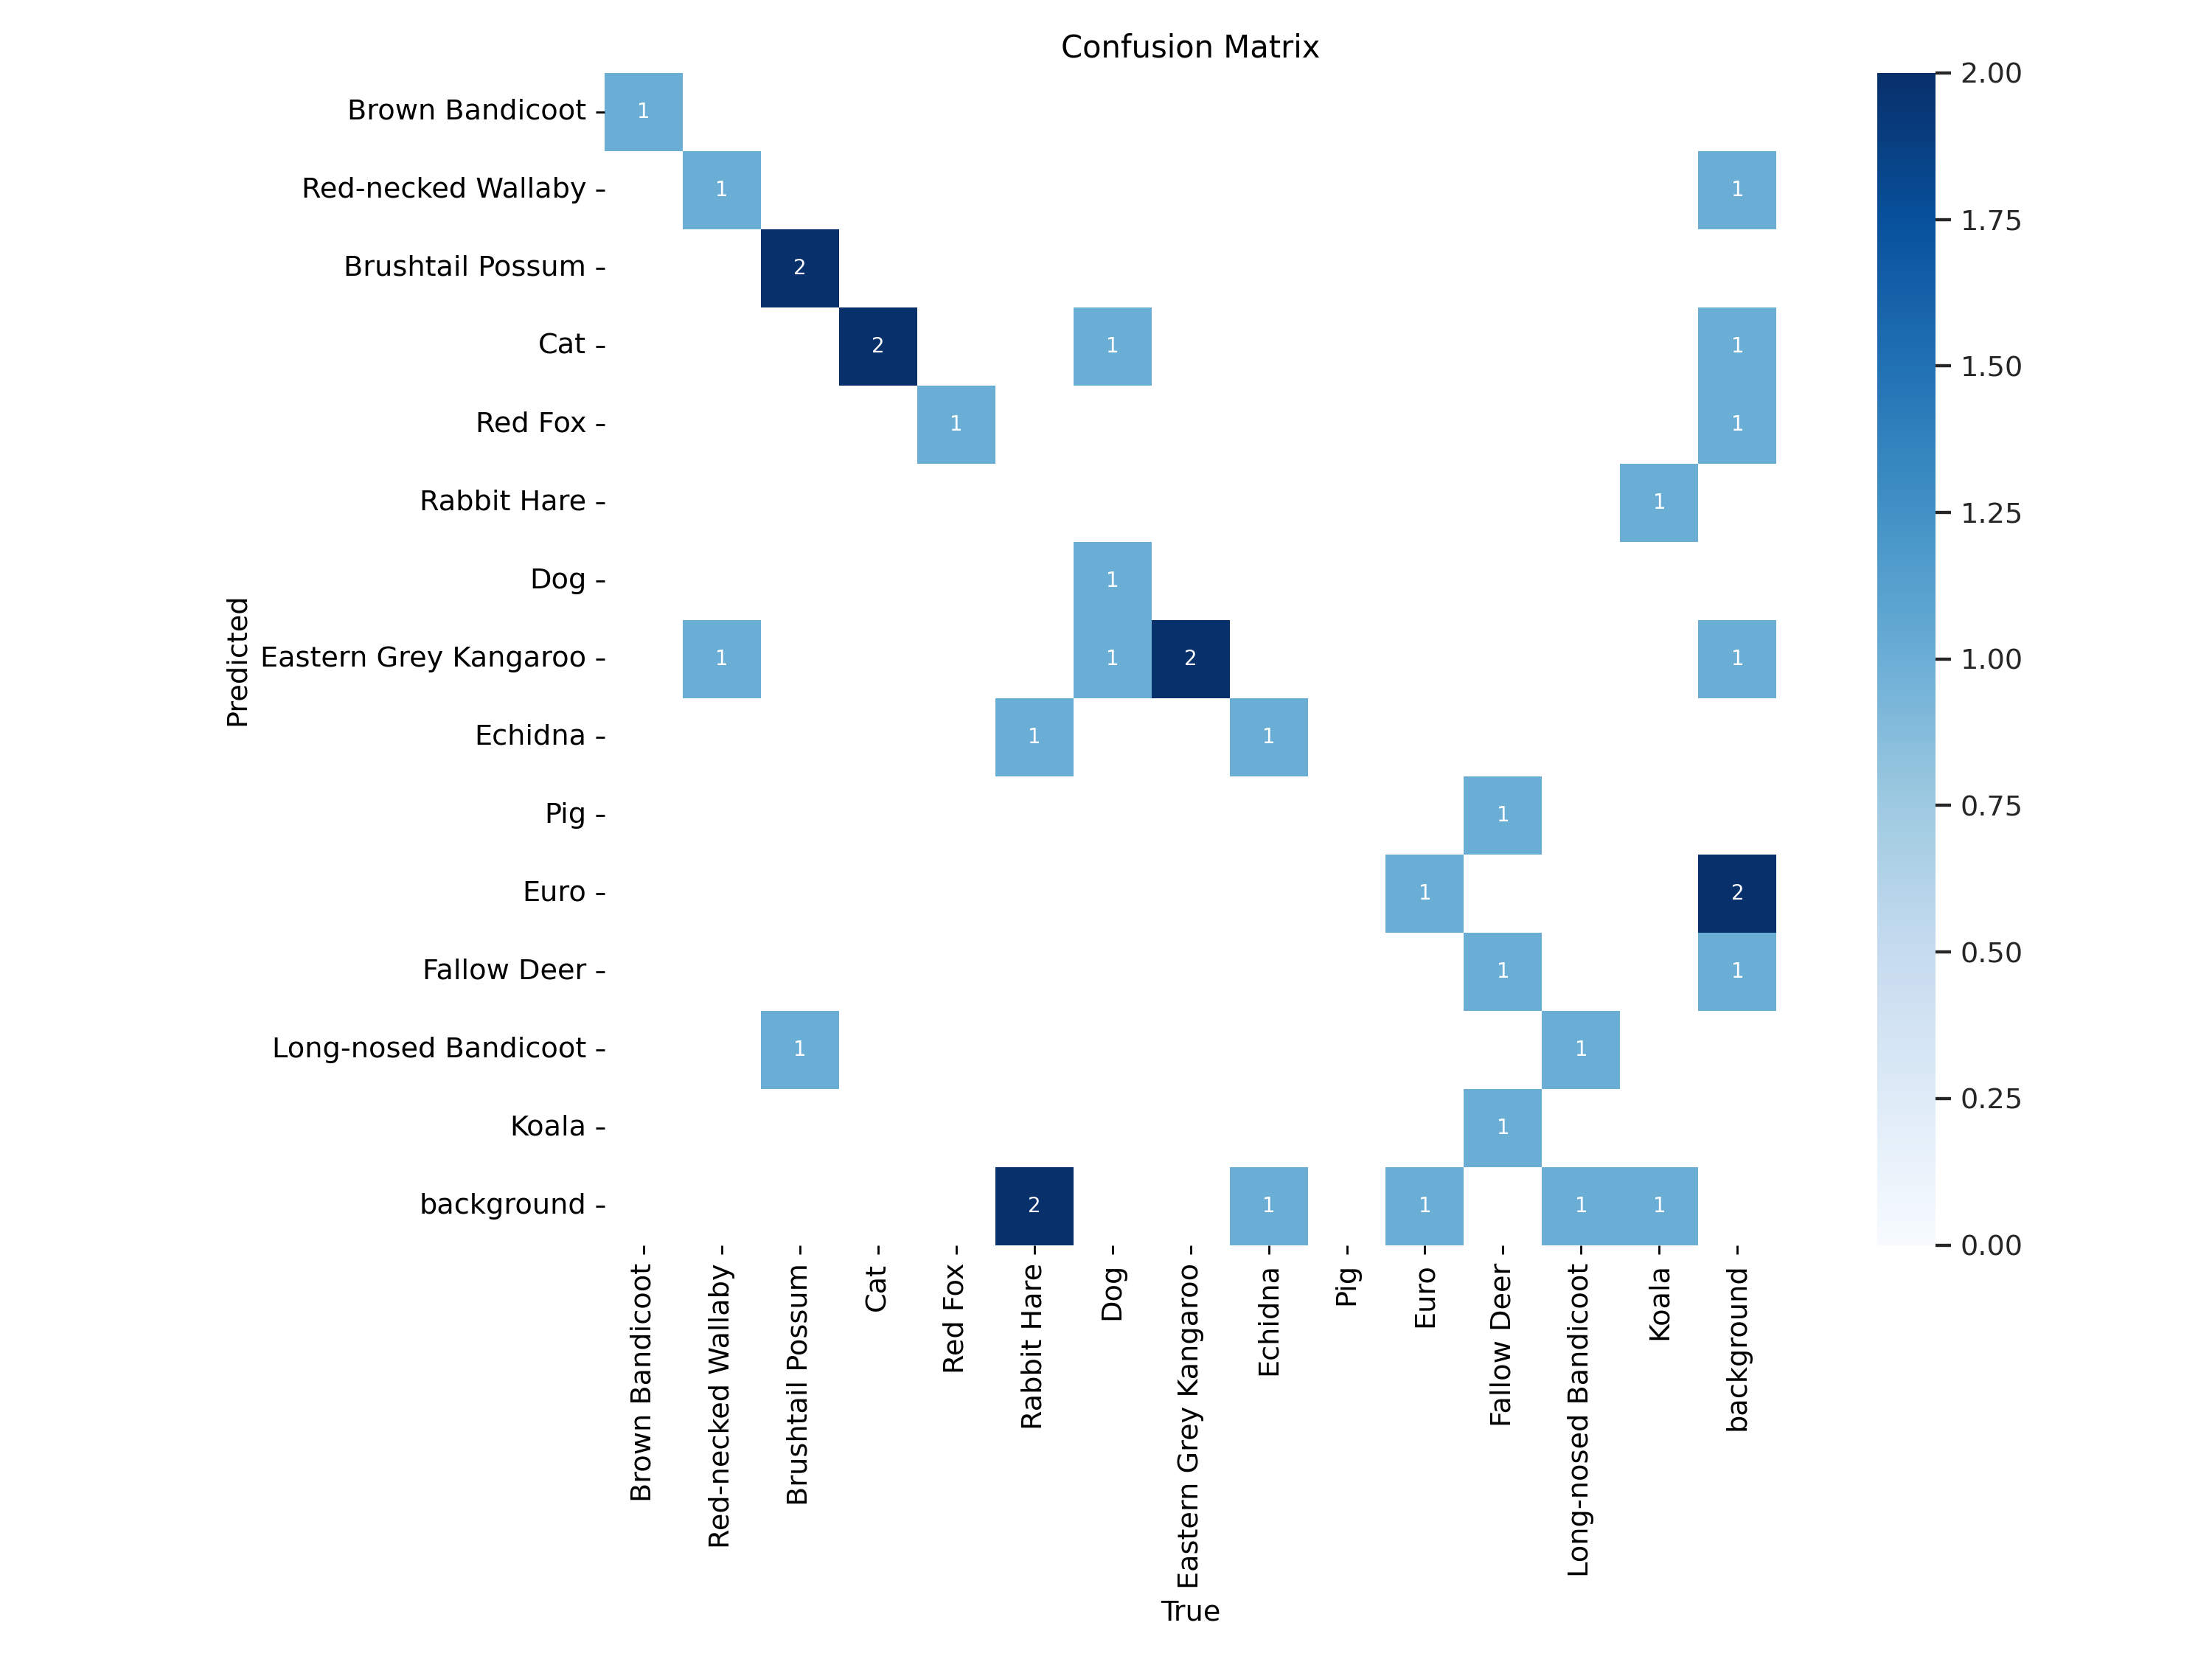 Confusion Matrix
Brown Bandicoot
1
Red-necked Wallaby
1 1
Brushtail Possum
2
Cat
2 1 1
Red Fox
1 1
Rabbit Hare
1
Dog
1
Eastern Grey Kangaroo
1 1 2 1
Echidna
1 1
Pig
1
Euro
1 2
Fallow Deer
1 1
Long-nosed Bandicoot
1 1
Koala
1
background
2 1 1 1 1
Predicted
Brown Bandicoot
Red-necked Wallaby
Brushtail Possum
Cat
Red Fox
Rabbit Hare
Dog
Eastern Grey Kangaroo
Echidna
Pig
Euro
Fallow Deer
Long-nosed Bandicoot
Koala
background
True
2.00
1.75
1.50
1.25
1.00
0.75
0.50
0.25
0.00